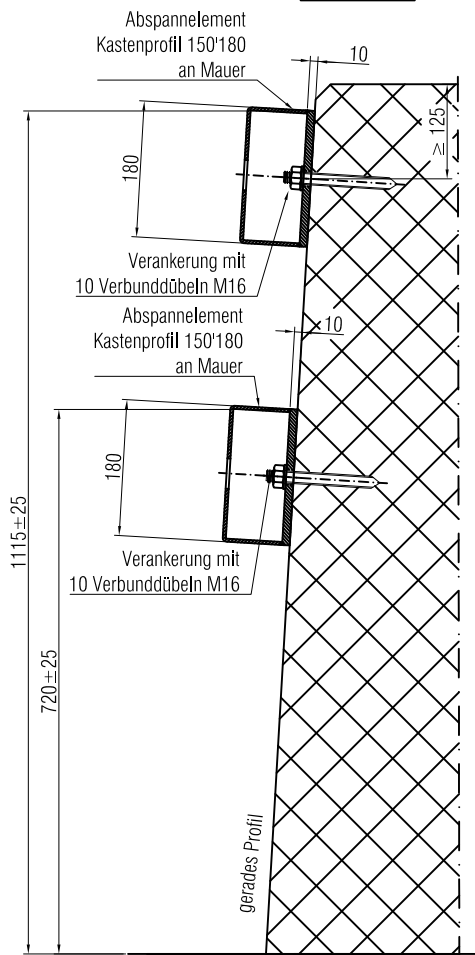 Abspannelement
Kastenprofil 150'180
an Mauer
10
≥ 125
180
Verankerung mit
10 Verbunddübeln M16
Abspannelement
Kastenprofil 150'180
an Mauer
10
180
Verankerung mit
10 Verbunddübeln M16
1115±25
720±25
gerades Profil